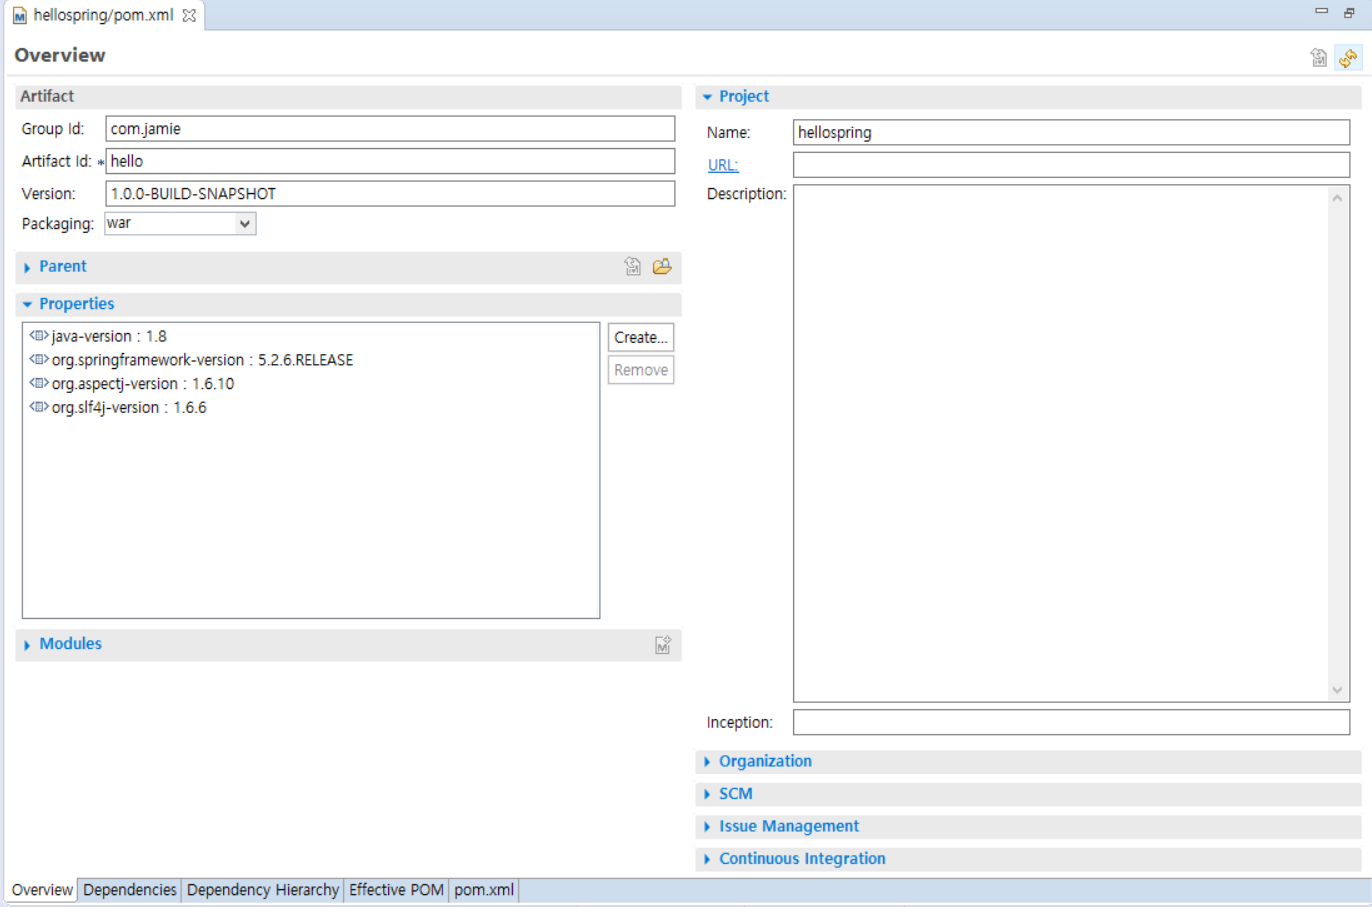 hellospring/pom.xml
Overview
Artifact
Group Id: com.jamie
Artifact Id: * hello
Version: 1.0.0-BUILD-SNAPSHOT
Packaging: war
Parent
Properties
java-version : 1.8
org.springframework-version : 5.2.6.RELEASE
org.aspectj-version : 1.6.10
org.slf4j-version : 1.6.6
Create...
Remove
Modules
Project
Name: hellospring
URL:
Description:
Inception:
Organization
SCM
Issue Management
Continuous Integration
Overview Dependencies Dependency Hierarchy Effective POM pom.xml